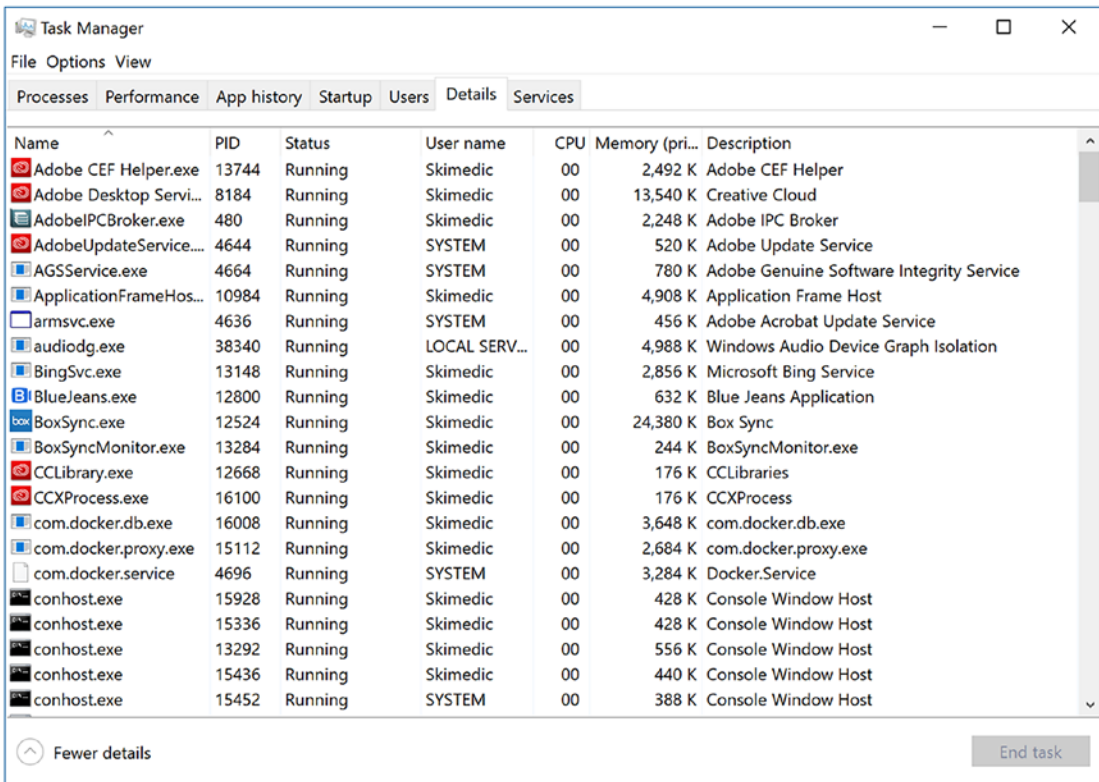 Task Manager
File Options View
Processes Performance App history Startup Users Details Services
Name PID Status User name CPU Memory (pri... Description
Adobe CEF Helper.exe 13744 Running Skimedic 00 2,492 K Adobe CEF Helper
Adobe Desktop Servi... 8184 Running Skimedic 00 13,540 K Creative Cloud
AdobeIPCBroker.exe 480 Running Skimedic 00 2,248 K Adobe IPC Broker
AdobeUpdateService.... 4644 Running SYSTEM 00 520 K Adobe Update Service
AGSService.exe 4664 Running SYSTEM 00 780 K Adobe Genuine Software Integrity Service
ApplicationFrameHos... 10984 Running Skimedic 00 4,908 K Application Frame Host
armsvc.exe 4636 Running SYSTEM 00 456 K Adobe Acrobat Update Service
audiodg.exe 38340 Running LOCAL SERV... 00 4,988 K Windows Audio Device Graph Isolation
BingSvc.exe 13148 Running Skimedic 00 2,856 K Microsoft Bing Service
B BlueJeans.exe 12800 Running Skimedic 00 632 K Blue Jeans Application
box BoxSync.exe 12524 Running Skimedic 00 24,380 K Box Sync
BoxSyncMonitor.exe 13284 Running Skimedic 00 244 K BoxSyncMonitor.exe
CCLibrary.exe 12668 Running Skimedic 00 176 K CCLibraries
CCXProcess.exe 16100 Running Skimedic 00 176 K CCXProcess
com.docker.db.exe 16008 Running Skimedic 00 3,648 K com.docker.db.exe
com.docker.proxy.exe 15112 Running Skimedic 00 2,684 K com.docker.proxy.exe
com.docker.service 4696 Running SYSTEM 00 3,284 K Docker.Service
conhost.exe 15928 Running Skimedic 00 428 K Console Window Host
conhost.exe 15336 Running Skimedic 00 428 K Console Window Host
conhost.exe 13292 Running Skimedic 00 556 K Console Window Host
conhost.exe 15436 Running Skimedic 00 440 K Console Window Host
conhost.exe 15452 Running SYSTEM 00 388 K Console Window Host
Fewer details End task